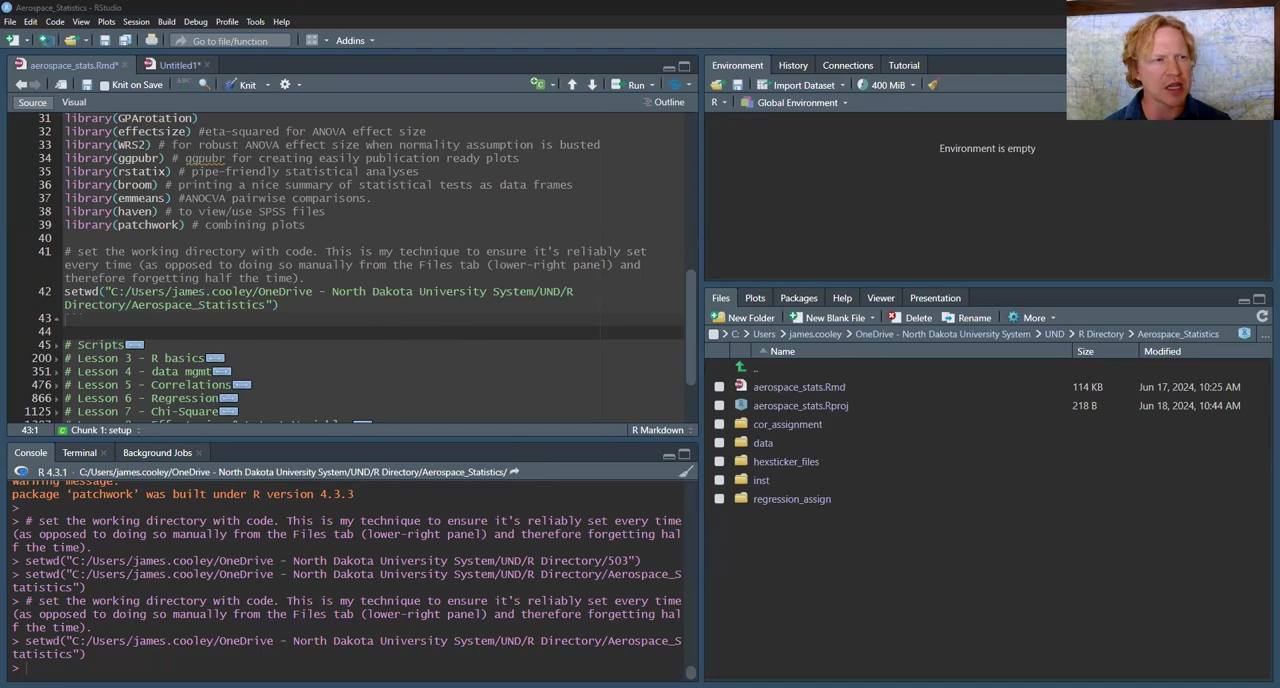 Aerospace_Statistics - RStudio
File Edit Code View Plots Session Build Debug Profile Tools Help
Go to file/function Addins
aerospace_stats.Rmd* Untitled1*
Knit on Save ABC Knit Run
Source Visual Outline
31 library(GPArotation)
32 library(effectsize) #eta-squared for ANOVA effect size
33 library(WRS2) # for robust ANOVA effect size when normality assumption is busted
34 library(ggpubr) # ggpubr for creating easily publication ready plots
35 library(rstatix) # pipe-friendly statistical analyses
36 library(broom) # printing a nice summary of statistical tests as data frames
37 library(emmeans) #ANOCVA pairwise comparisons.
38 library(haven) # to view/use SPSS files
39 library(patchwork) # combining plots
40
41 # set the working directory with code. This is my technique to ensure it's reliably set
every time (as opposed to doing so manually from the Files tab (lower-right panel) and
therefore forgetting half the time).
42 setwd("C:/Users/james.cooley/OneDrive - North Dakota University System/UND/R
Directory/Aerospace_Statistics")
43 ```
44
45 # Scripts
200 # Lesson 3 - R basics
351 # Lesson 4 - data mgmt
476 # Lesson 5 - Correlations
866 # Lesson 6 - Regression
1125 # Lesson 7 - Chi-Square
43:1 Chunk 1: setup R Markdown
Console Terminal Background Jobs
R 4.3.1 · C:/Users/james.cooley/OneDrive - North Dakota University System/UND/R Directory/Aerospace_Statistics/
Warning message:
package 'patchwork' was built under R version 4.3.3
>
> # set the working directory with code. This is my technique to ensure it's reliably set every time
(as opposed to doing so manually from the Files tab (lower-right panel) and therefore forgetting hal
f the time).
> setwd("C:/Users/james.cooley/OneDrive - North Dakota University System/UND/R Directory/503")
> setwd("C:/Users/james.cooley/OneDrive - North Dakota University System/UND/R Directory/Aerospace_S
tatistics")
> # set the working directory with code. This is my technique to ensure it's reliably set every time
(as opposed to doing so manually from the Files tab (lower-right panel) and therefore forgetting hal
f the time).
> setwd("C:/Users/james.cooley/OneDrive - North Dakota University System/UND/R Directory/Aerospace_S
tatistics")
>
Environment History Connections Tutorial
Import Dataset 400 MiB
R Global Environment
Environment is empty
Files Plots Packages Help Viewer Presentation
New Folder New Blank File Delete Rename More
C: Users james.cooley OneDrive - North Dakota University System UND R Directory Aerospace_Statistics ...
Name Size Modified
..
aerospace_stats.Rmd 114 KB Jun 17, 2024, 10:25 AM
aerospace_stats.Rproj 218 B Jun 18, 2024, 10:44 AM
cor_assignment
data
hexsticker_files
inst
regression_assign